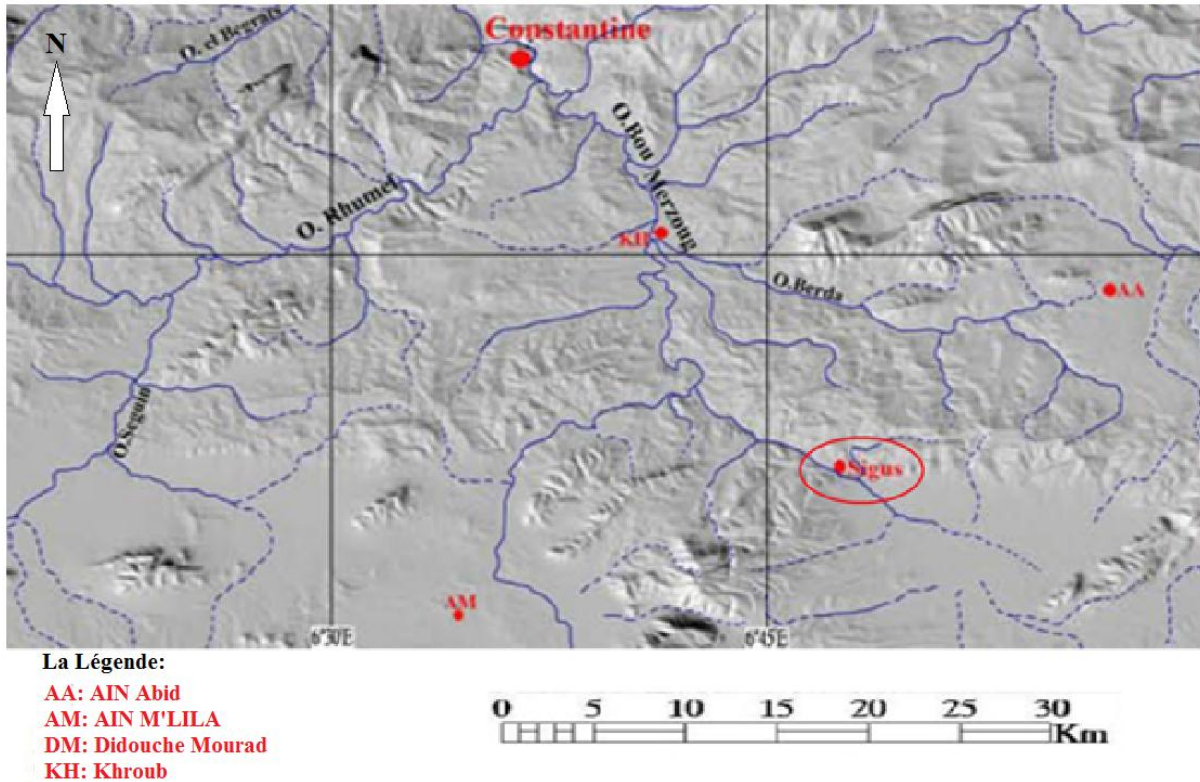 N
O. el Begrats
Constantine
O.Bou Merzoug
O. Rhumel
KH
O.Berda
AA
O.Seguin
Sigus
AM
6°30'E
6°45'E
La Légende:
AA: AIN Abid
AM: AIN M'LILA
DM: Didouche Mourad
KH: Khroub
0 5 10 15 20 25 30
Km